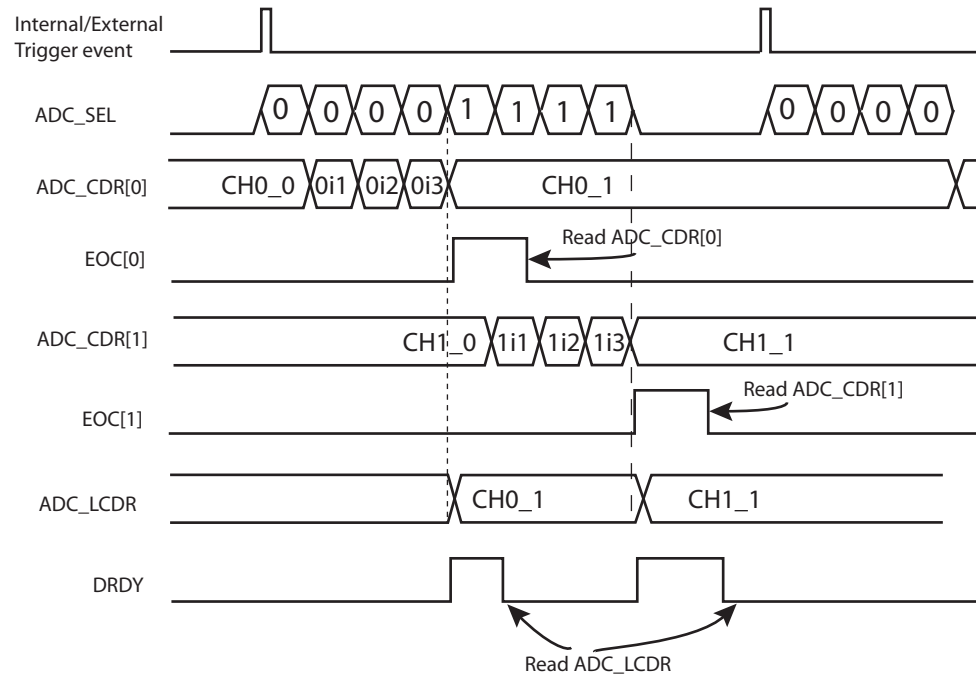 Internal/External
Trigger event
ADC_SEL
0 0 0 0 1 1 1 1 0 0 0 0
ADC_CDR[0]
CH0_0 0i1 0i2 0i3 CH0_1
EOC[0]
Read ADC_CDR[0]
ADC_CDR[1]
CH1_0 1i1 1i2 1i3 CH1_1
EOC[1]
Read ADC_CDR[1]
ADC_LCDR
CH0_1 CH1_1
DRDY
Read ADC_LCDR